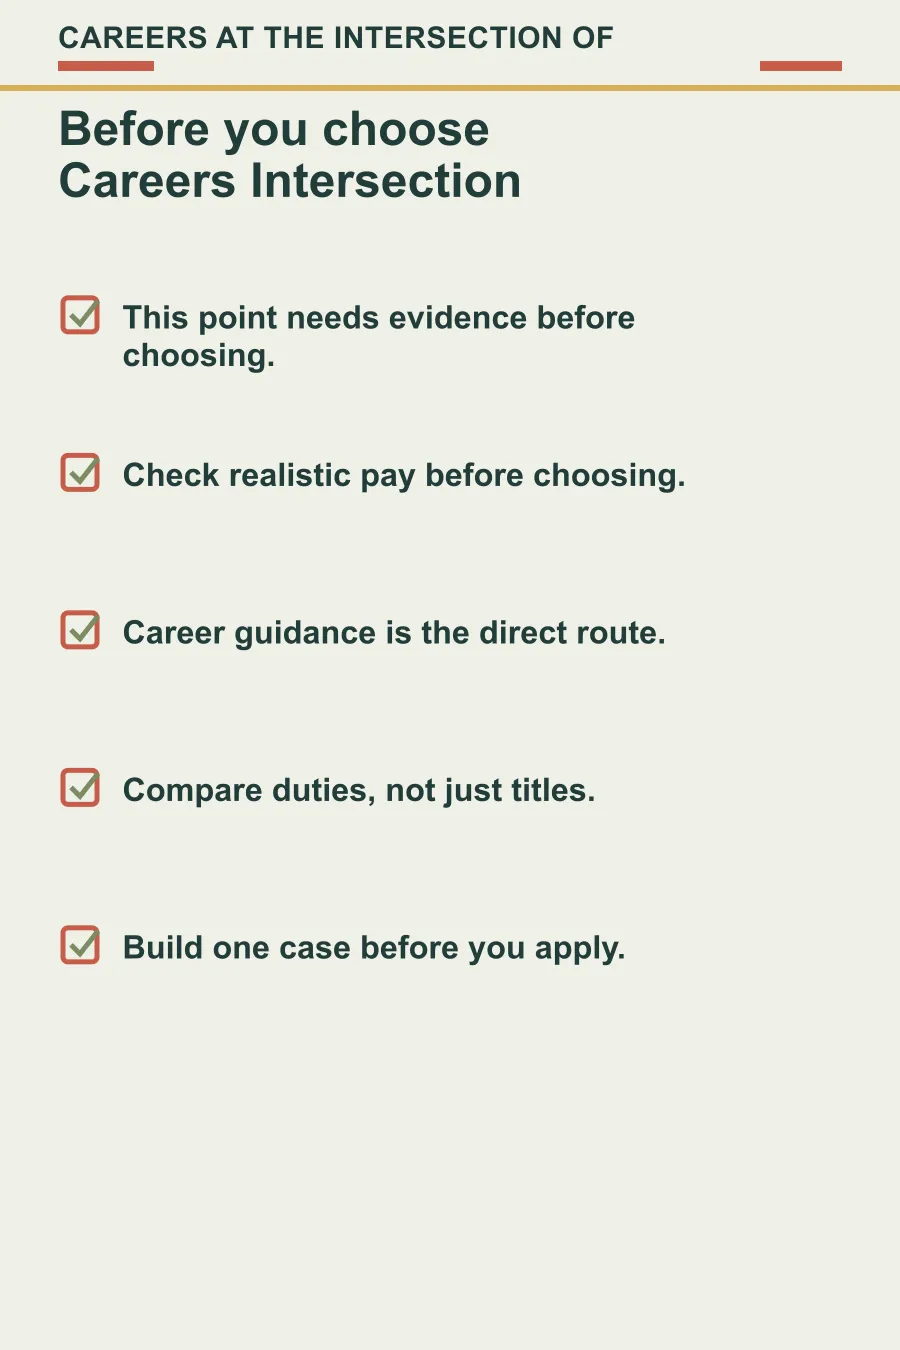 CAREERS AT THE INTERSECTION OF
Before you choose
Careers Intersection
This point needs evidence before
choosing.
Check realistic pay before choosing.
Career guidance is the direct route.
Compare duties, not just titles.
Build one case before you apply.